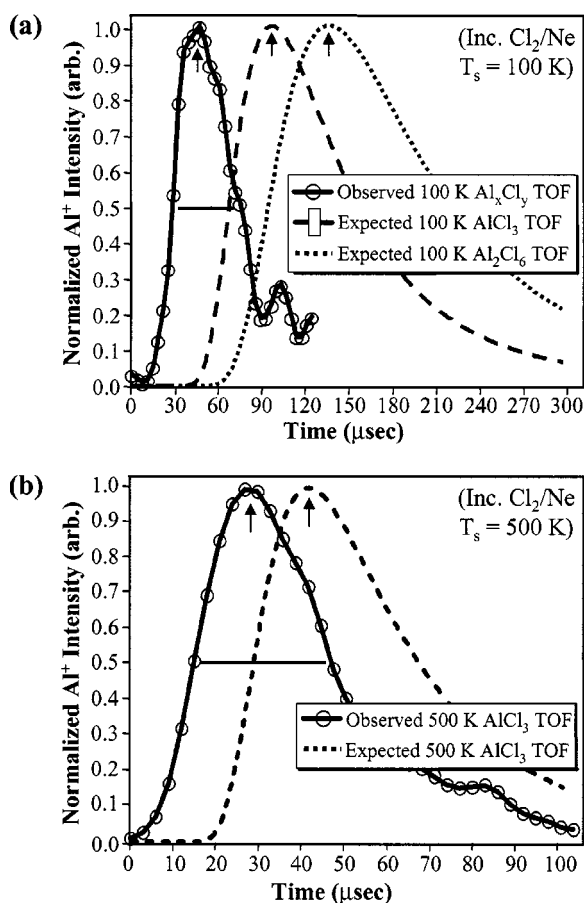 (a)
Normalized Al⁺ Intensity (arb.)
1.0
0.9
0.8
0.7
0.6
0.5
0.4
0.3
0.2
0.1
0.0
(Inc. Cl₂/Ne
Tₛ = 100 K)
Observed 100 K AlₓClᵧ TOF
Expected 100 K AlCl₃ TOF
Expected 100 K Al₂Cl₆ TOF
0 30 60 90 120 150 180 210 240 270 300
Time (μsec)
(b)
Normalized Al⁺ Intensity (arb.)
1.0
0.9
0.8
0.7
0.6
0.5
0.4
0.3
0.2
0.1
0.0
(Inc. Cl₂/Ne
Tₛ = 500 K)
Observed 500 K AlCl₃ TOF
Expected 500 K AlCl₃ TOF
0 10 20 30 40 50 60 70 80 90 100
Time (μsec)